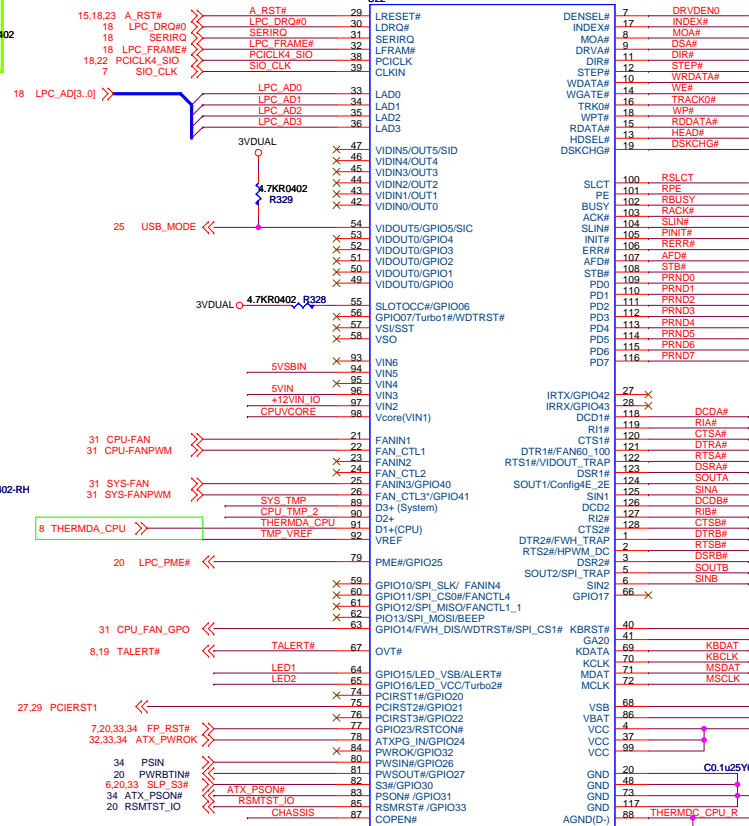 U22
15,18,23 A_RST# A_RST# 29 LRESET# DENSEL# 7 DRVDEN0
18 LPC_DRQ#0 LPC_DRQ#0 30 LDRQ# INDEX# 17 INDEX#
18 SERIRQ SERIRQ 31 SERIRQ MOA# 8 MOA#
18 LPC_FRAME# LPC_FRAME# 32 LFRAM# DRVA# 9 DSA#
18,22 PCICLK4_SIO PCICLK4_SIO 38 PCICLK DIR# 11 DIR#
7 SIO_CLK SIO_CLK 39 CLKIN STEP# 12 STEP#
WDATA# 10 WRDATA#
18 LPC_AD[3..0] LPC_AD0 33 LAD0 WGATE# 14 WE#
LPC_AD1 34 LAD1 TRK0# 16 TRACK0#
LPC_AD2 35 LAD2 WPT# 18 WP#
LPC_AD3 36 LAD3 RDATA# 15 RDDATA#
HDSEL# 13 HEAD#
3VDUAL 47 VIDIN5/OUT5/SID DSKCHG# 19 DSKCHG#
46 VIDIN4/OUT4
45 VIDIN3/OUT3
44 VIDIN2/OUT2 SLCT 100 RSLCT
4.7KR0402 43 VIDIN1/OUT1 PE 101 RPE
R329 42 VIDIN0/OUT0 BUSY 102 RBUSY
ACK# 103 RACK#
25 USB_MODE 54 VIDOUT5/GPIO5/SIC SLIN# 104 SLIN#
53 VIDOUT0/GPIO4 INIT# 105 PINIT#
52 VIDOUT0/GPIO3 ERR# 106 RERR#
51 VIDOUT0/GPIO2 AFD# 107 AFD#
50 VIDOUT0/GPIO1 STB# 108 STB#
49 VIDOUT0/GPIO0 PD0 109 PRND0
PD1 110 PRND1
3VDUAL 4.7KR0402 R328 55 SLOTOCC#/GPIO06 PD2 111 PRND2
56 GPIO07/Turbo1#/WDTRST# PD3 112 PRND3
57 VSI/SST PD4 113 PRND4
58 VSO PD5 114 PRND5
PD6 115 PRND6
93 VIN6 PD7 116 PRND7
5VSBIN 94 VIN5
95 VIN4
5VIN 96 VIN3 IRTX/GPIO42 27
+12VIN_IO 97 VIN2 IRRX/GPIO43 28
CPUVCORE 98 Vcore(VIN1) DCD1# 118 DCDA#
RI1# 119 RIA#
31 CPU-FAN 21 FANIN1 CTS1# 120 CTSA#
31 CPU-FANPWM 22 FAN_CTL1 DTR1#/FAN60_100 121 DTRA#
23 FANIN2 RTS1#/VIDOUT_TRAP 122 RTSA#
24 FAN_CTL2 DSR1# 123 DSRA#
31 SYS-FAN 25 FANIN3/GPIO40 SOUT1/Config4E_2E 124 SOUTA
31 SYS-FANPWM 26 FAN_CTL3*/GPIO41 SIN1 125 SINA
SYS_TMP 89 D3+ (System) DCD2 126 DCDB#
CPU_TMP_2 90 D2+ RI2# 127 RIB#
8 THERMDA_CPU THERMDA_CPU 91 D1+(CPU) CTS2# 128 CTSB#
TMP_VREF 92 VREF DTR2#/FWH_TRAP 1 DTRB#
RTS2#/HPWM_DC 2 RTSB#
20 LPC_PME# 79 PME#/GPIO25 DSR2# 3 DSRB#
SOUT2/SPI_TRAP 5 SOUTB
59 GPIO10/SPI_SLK/ FANIN4 SIN2 6 SINB
60 GPIO11/SPI_CS0#/FANCTL4 GPIO17 66
61 GPIO12/SPI_MISO/FANCTL1_1
62 PIO13/SPI_MOSI/BEEP
31 CPU_FAN_GPO 63 GPIO14/FWH_DIS/WDTRST#/SPI_CS1# KBRST# 40
GA20 41
8,19 TALERT# TALERT# 67 OVT# KDATA 69 KBDAT
KCLK 70 KBCLK
LED1 64 GPIO15/LED_VSB/ALERT# MDAT 71 MSDAT
LED2 65 GPIO16/LED_VCC/Turbo2# MCLK 72 MSCLK
74 PCIRST1#/GPIO20
27,29 PCIERST1 75 PCIRST2#/GPIO21 VSB 68
76 PCIRST3#/GPIO22 VBAT 86
7,20,33,34 FP_RST# 77 GPIO23/RSTCON# VCC 4
32,33,34 ATX_PWROK 78 ATXPG_IN/GPIO24 VCC 37
84 PWROK/GPIO32 VCC 99
34 PSIN 80 PWSIN#/GPIO26
20 PWRBTIN# 81 PWSOUT#/GPIO27 GND 20 C0.1u25Y
6,20,33 SLP_S3# 82 S3#/GPIO30 GND 48
34 ATX_PSON# ATX_PSON# 83 PSON# /GPIO31 GND 73
20 RSMTST_IO RSMTST_IO 85 RSMRST# /GPIO33 GND 117
CHASSIS 87 COPEN# AGND(D-) 88 THERMDC_CPU_R
402
402-RH